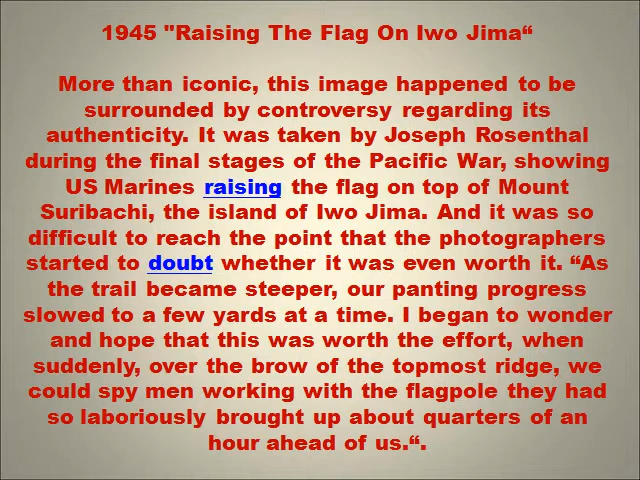 1945 "Raising The Flag On Iwo Jima“
More than iconic, this image happened to be
surrounded by controversy regarding its
authenticity. It was taken by Joseph Rosenthal
during the final stages of the Pacific War, showing
US Marines raising the flag on top of Mount
Suribachi, the island of Iwo Jima. And it was so
difficult to reach the point that the photographers
started to doubt whether it was even worth it. “As
the trail became steeper, our panting progress
slowed to a few yards at a time. I began to wonder
and hope that this was worth the effort, when
suddenly, over the brow of the topmost ridge, we
could spy men working with the flagpole they had
so laboriously brought up about quarters of an
hour ahead of us.“.